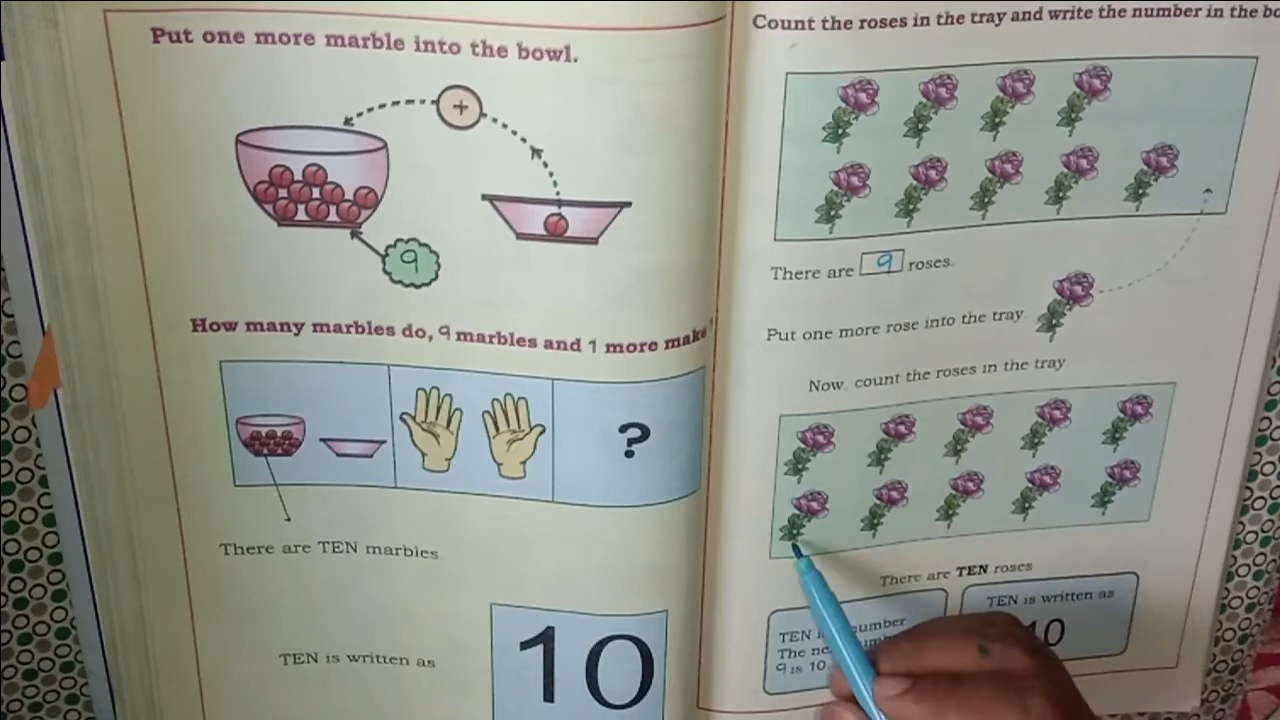 Put one more marble into the bowl.
+
9
How many marbles do, 9 marbles and 1 more make
?
There are TEN marbles
TEN is written as
10
Count the roses in the tray and write the number in the
There are 9 roses.
Put one more rose into the tray
Now, count the roses in the tray
There are TEN roses
TEN number
The
9 is 10
TEN is written as
10